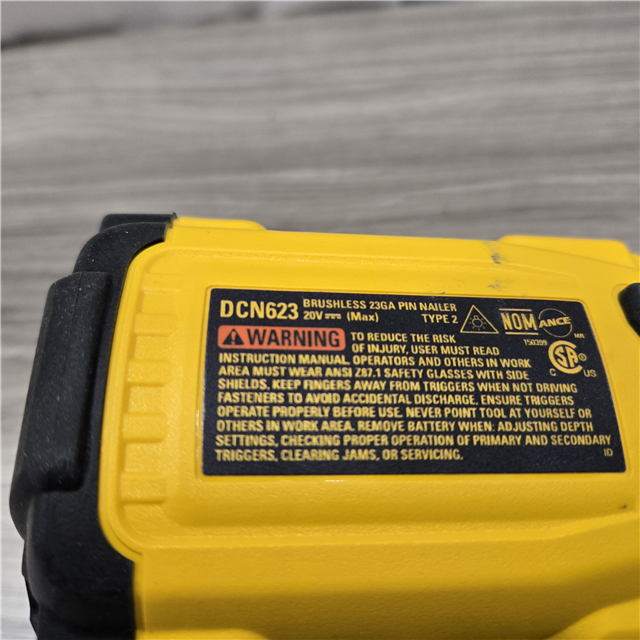 DCN623 BRUSHLESS 23GA PIN NAILER
20V (Max) TYPE 2
NOM ANCE
MR
150399
SA
C US
WARNING TO REDUCE THE RISK
OF INJURY, USER MUST READ
INSTRUCTION MANUAL. OPERATORS AND OTHERS IN WORK
AREA MUST WEAR ANSI Z87.1 SAFETY GLASSES WITH SIDE
SHIELDS. KEEP FINGERS AWAY FROM TRIGGERS WHEN NOT DRIVING
FASTENERS TO AVOID ACCIDENTAL DISCHARGE. ENSURE TRIGGERS
OPERATE PROPERLY BEFORE USE. NEVER POINT TOOL AT YOURSELF OR
OTHERS IN WORK AREA. REMOVE BATTERY WHEN: ADJUSTING DEPTH
SETTINGS, CHECKING PROPER OPERATION OF PRIMARY AND SECONDARY
TRIGGERS, CLEARING JAMS, OR SERVICING.
ID